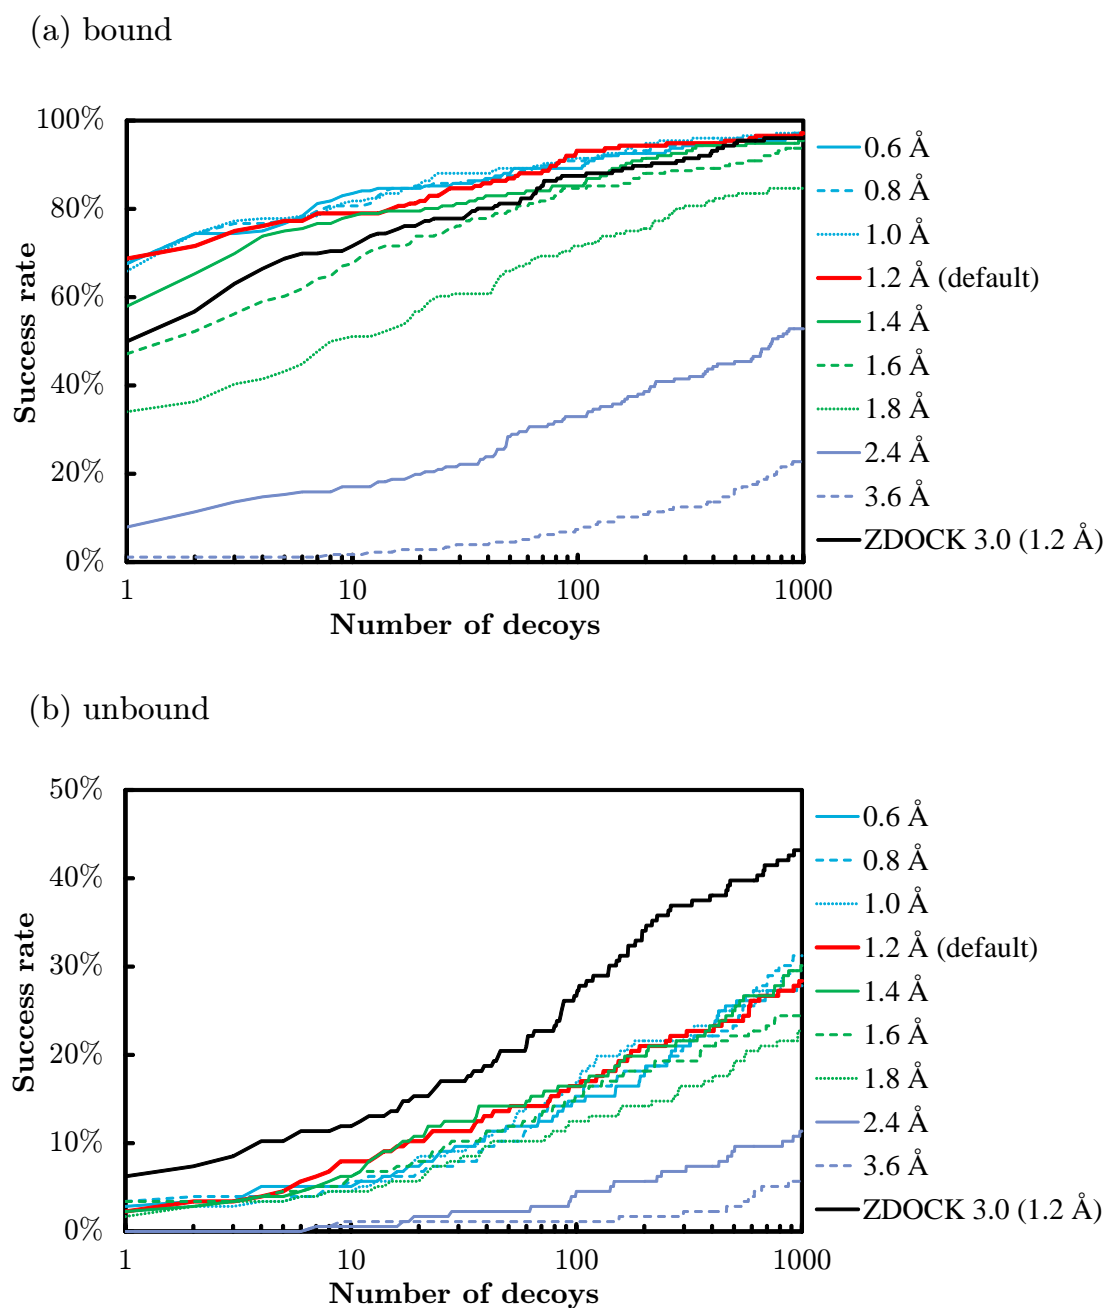 (a) bound
100%
80%
60%
40%
20%
0%
Success rate
1 10 100 1000
Number of decoys
0.6 Å
0.8 Å
1.0 Å
1.2 Å (default)
1.4 Å
1.6 Å
1.8 Å
2.4 Å
3.6 Å
ZDOCK 3.0 (1.2 Å)
(b) unbound
50%
40%
30%
20%
10%
0%
Success rate
1 10 100 1000
Number of decoys
0.6 Å
0.8 Å
1.0 Å
1.2 Å (default)
1.4 Å
1.6 Å
1.8 Å
2.4 Å
3.6 Å
ZDOCK 3.0 (1.2 Å)